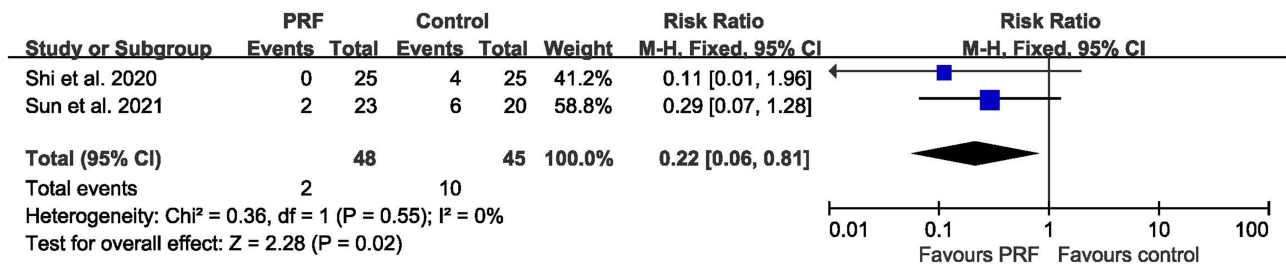 PRF Control Risk Ratio Risk Ratio
Study or Subgroup Events Total Events Total Weight M-H, Fixed, 95% CI M-H, Fixed, 95% CI
Shi et al. 2020 0 25 4 25 41.2% 0.11 [0.01, 1.96]
Sun et al. 2021 2 23 6 20 58.8% 0.29 [0.07, 1.28]
Total (95% CI) 48 45 100.0% 0.22 [0.06, 0.81]
Total events 2 10
Heterogeneity: Chi² = 0.36, df = 1 (P = 0.55); I² = 0%
Test for overall effect: Z = 2.28 (P = 0.02)
0.01 0.1 1 10 100
Favours PRF Favours control